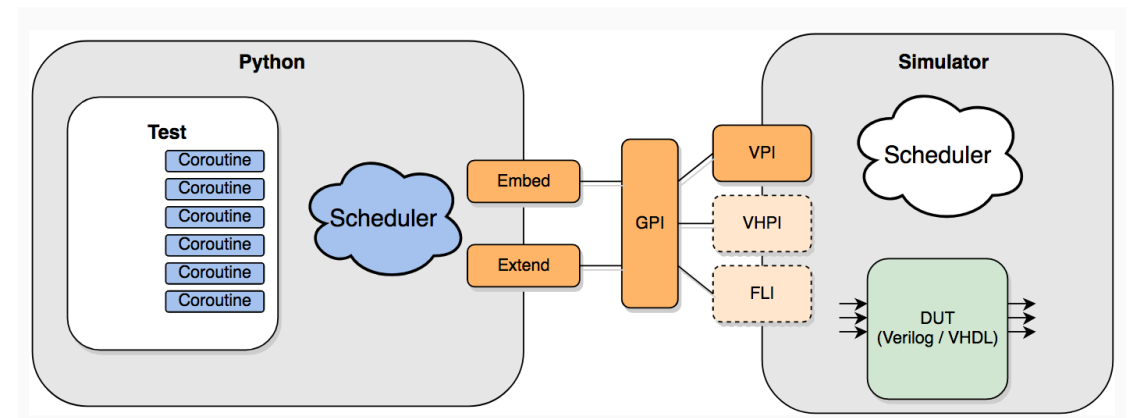 Python
Simulator
Test
Coroutine
Coroutine
Coroutine
Coroutine
Coroutine
Coroutine
Scheduler
Embed
Extend
GPI
VPI
VHPI
FLI
Scheduler
DUT
(Verilog / VHDL)